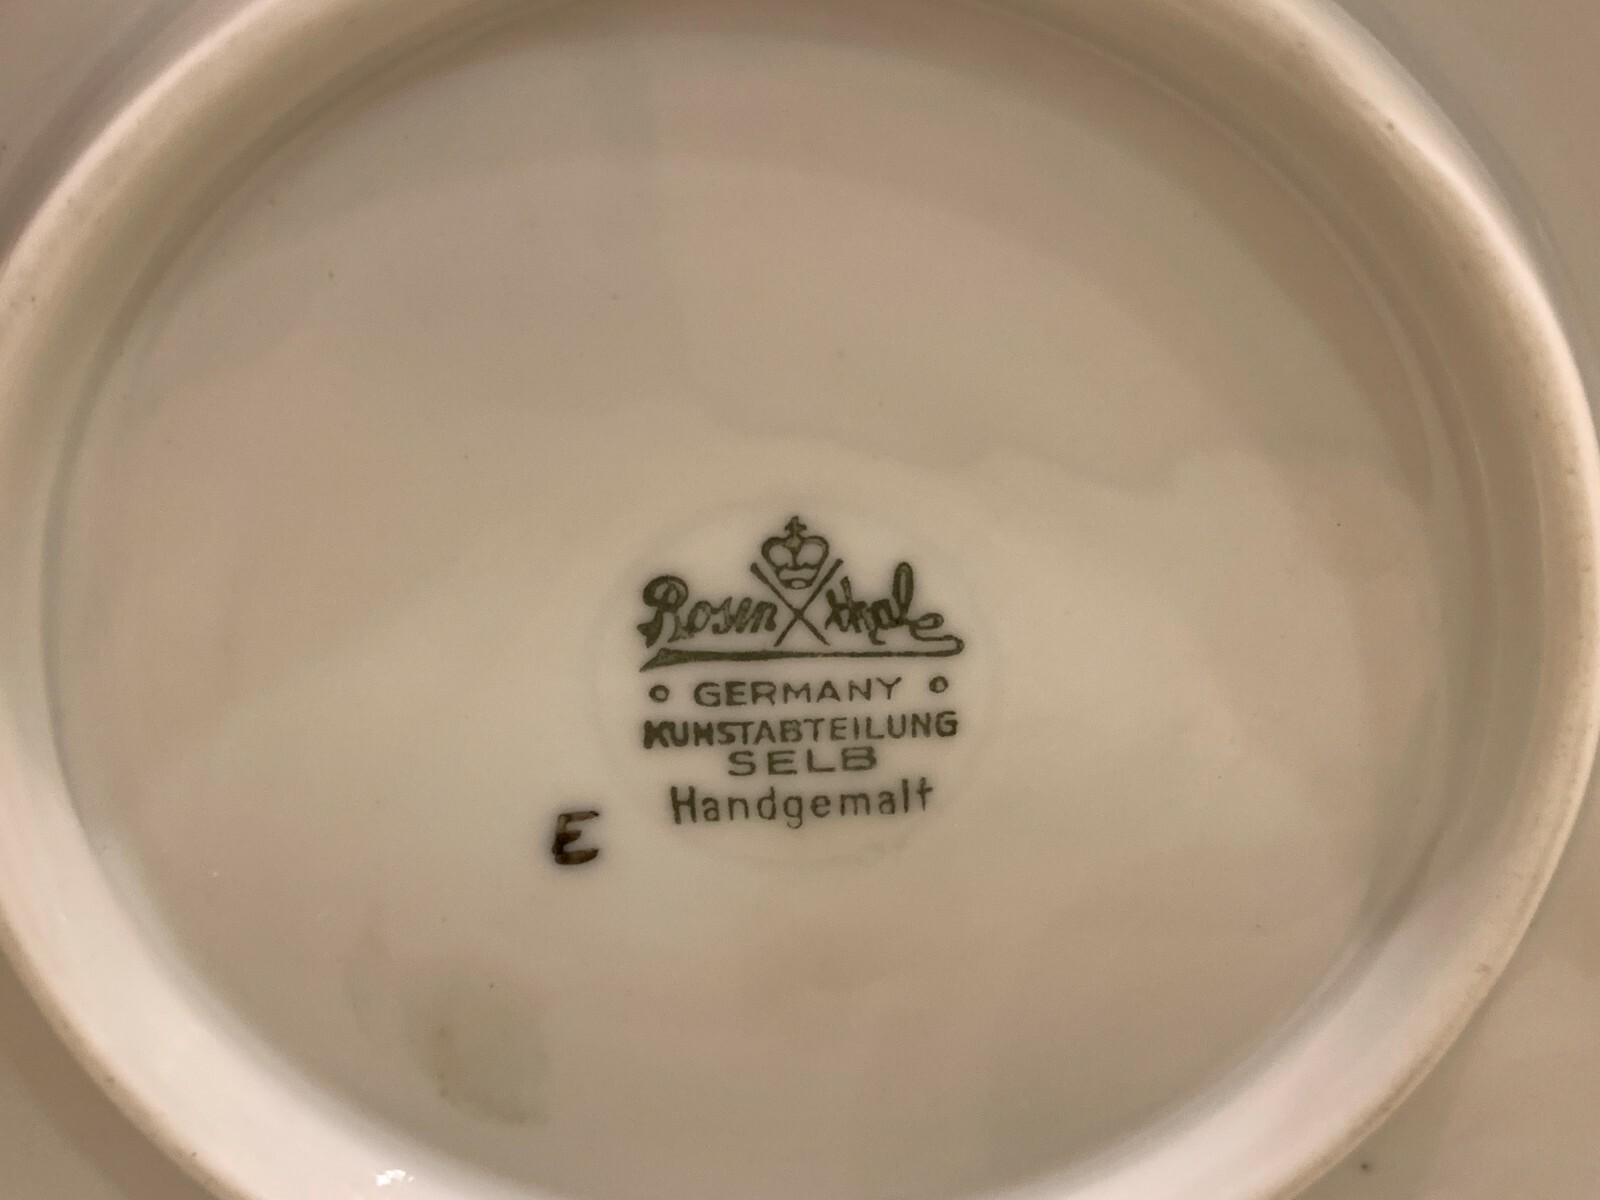 Rosenthal
GERMANY
KUNSTABTEILUNG
SELB
Handgemalt
E